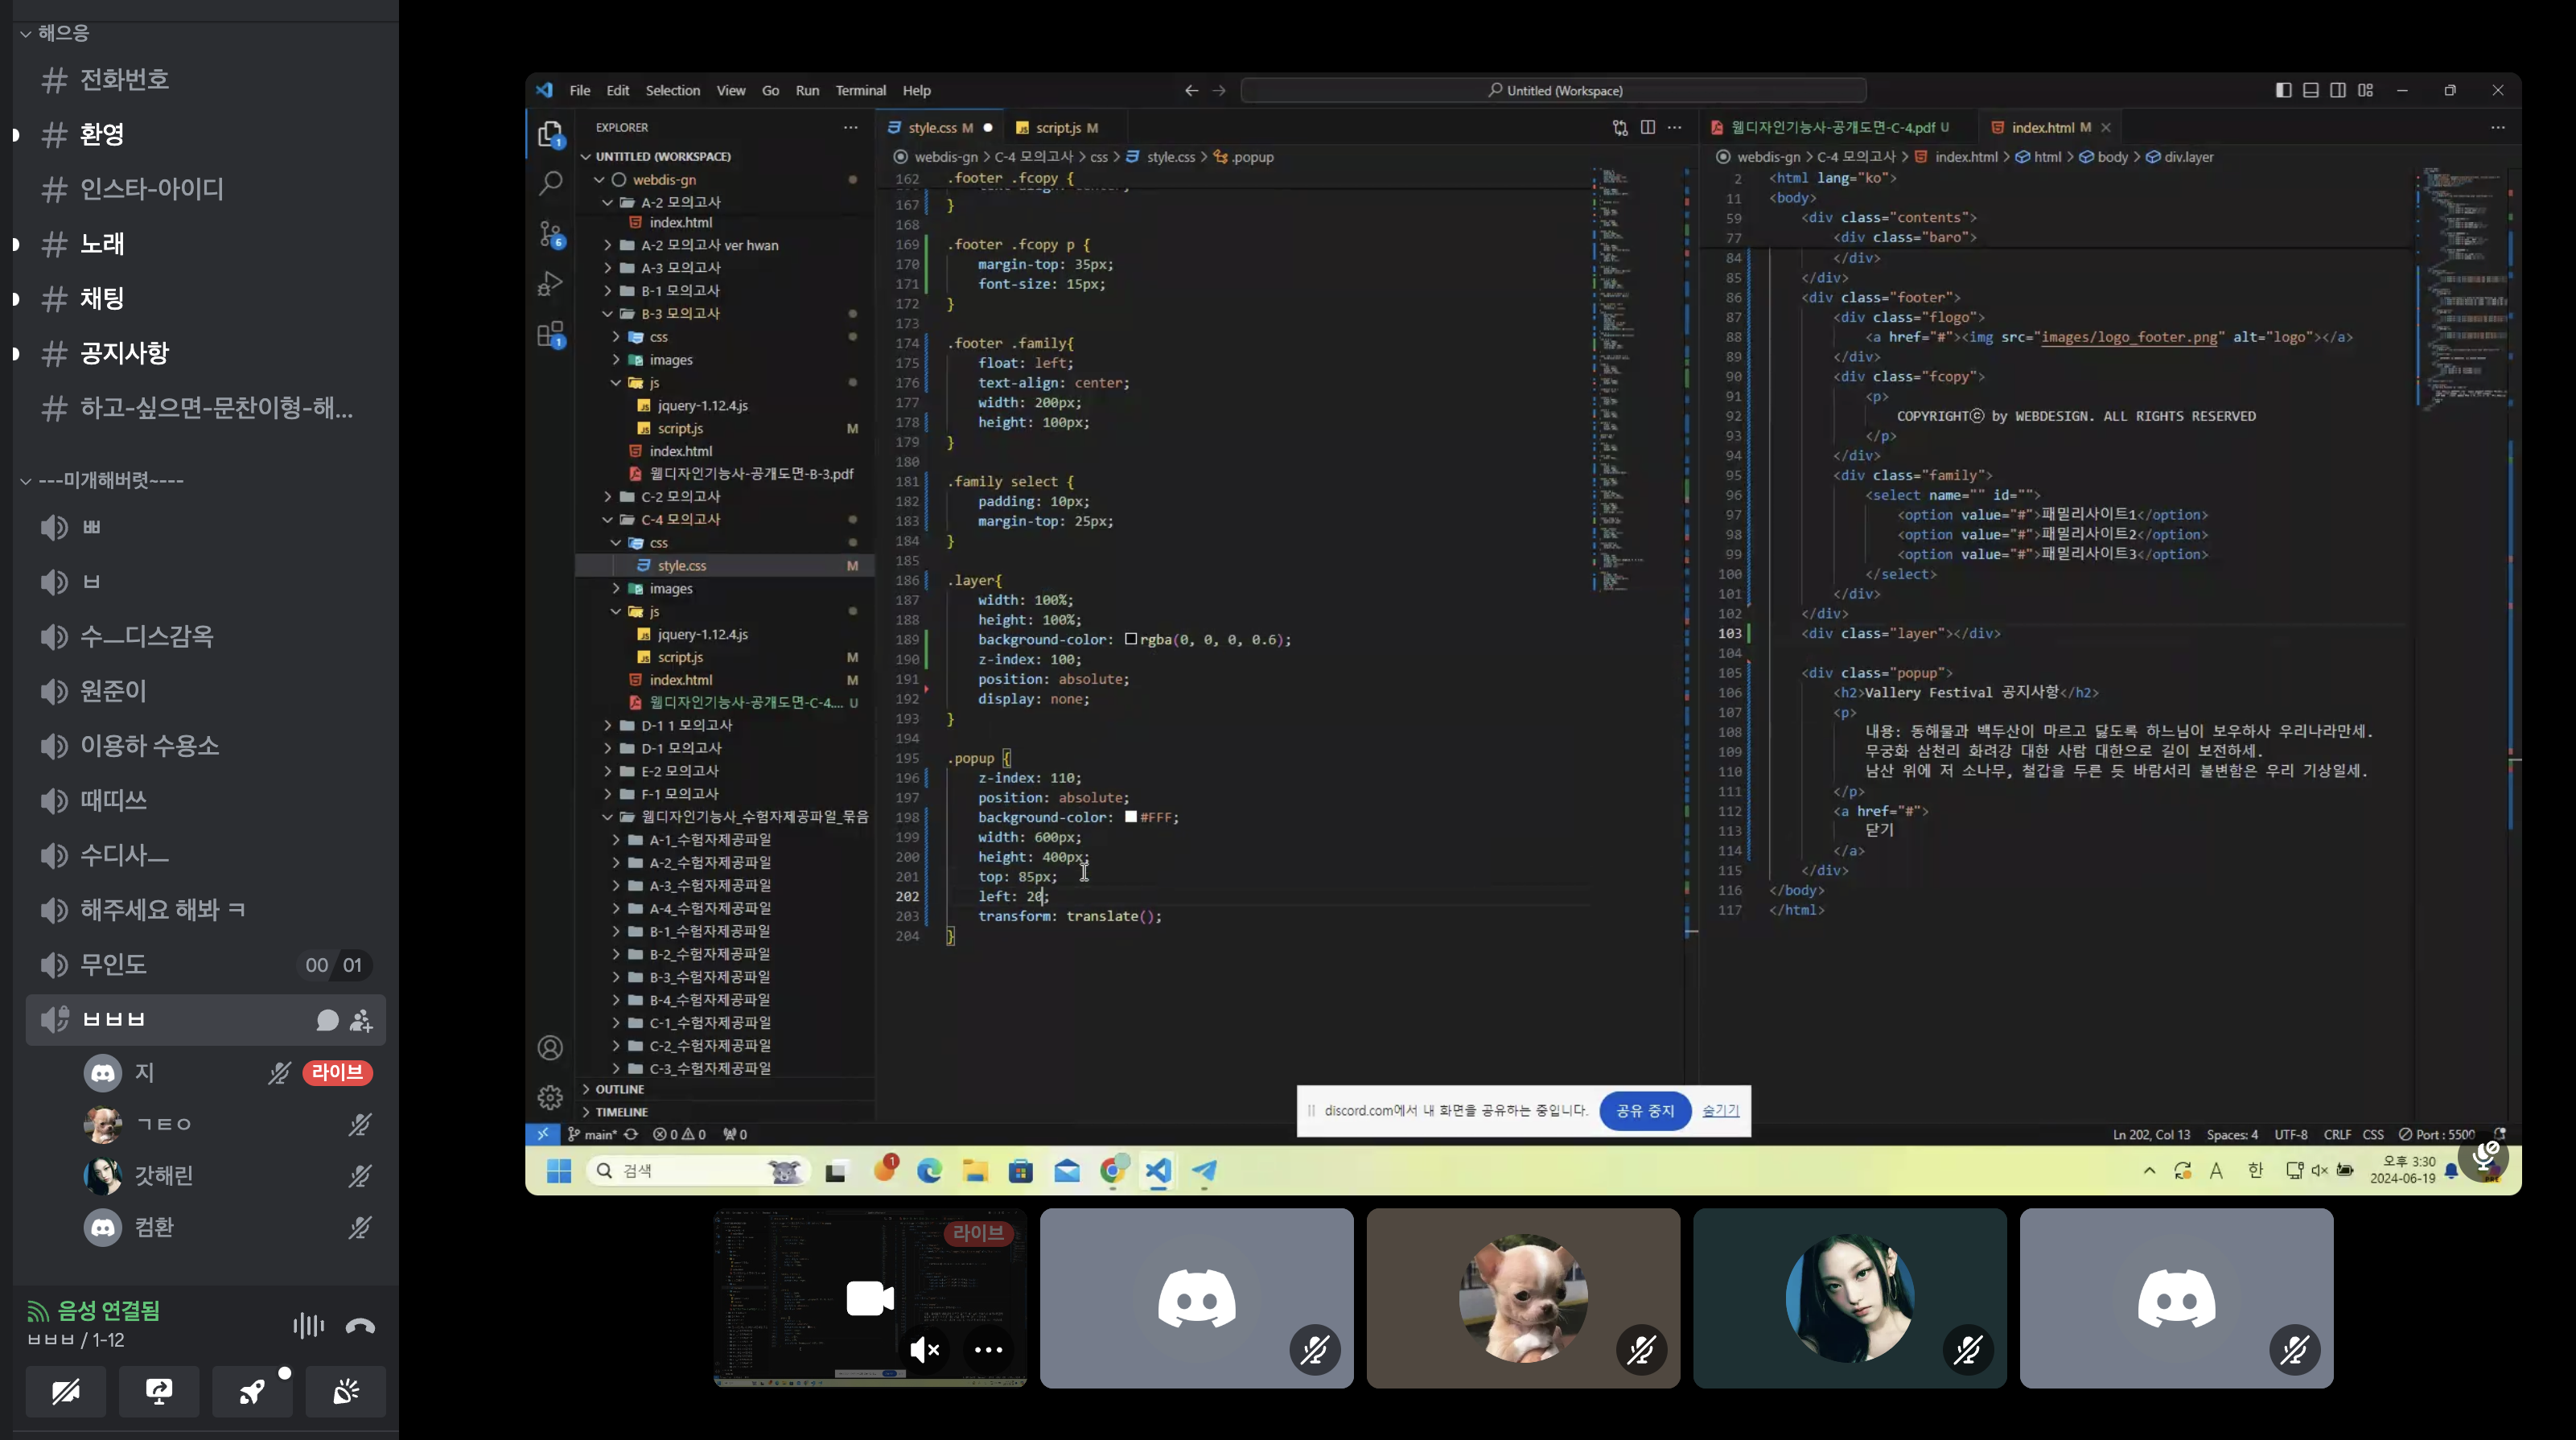 해으응
전화번호
환영
인스타-아이디
노래
채팅
공지사항
하고-싶으면-문찬이형-해...
---미개해버렷~----
ㅃ
ㅂ
수ㅡ디스감옥
원준이
이용하 수용소
때띠쓰
수디사ㅡ
해주세요 해봐 ㅋ
무인도 00 01
ㅂㅂㅂ
지 라이브
ㄱㅌㅇ
갓해린
컴환
음성 연결됨
ㅂㅂㅂ / 1-12
File Edit Selection View Go Run Terminal Help
Untitled (Workspace)
EXPLORER
UNTITLED (WORKSPACE)
webdis-gn
A-2 모의고사
index.html
A-2 모의고사 ver hwan
A-3 모의고사
B-1 모의고사
B-3 모의고사
css
images
js
jquery-1.12.4.js
script.js M
index.html
웹디자인기능사-공개도면-B-3.pdf
C-2 모의고사
C-4 모의고사
css
style.css M
images
js
jquery-1.12.4.js
script.js M
index.html M
웹디자인기능사-공개도면-C-4.... U
D-1 1 모의고사
D-1 모의고사
E-2 모의고사
F-1 모의고사
웹디자인기능사_수험자제공파일_묶음
A-1_수험자제공파일
A-2_수험자제공파일
A-3_수험자제공파일
A-4_수험자제공파일
B-1_수험자제공파일
B-2_수험자제공파일
B-3_수험자제공파일
B-4_수험자제공파일
C-1_수험자제공파일
C-2_수험자제공파일
C-3_수험자제공파일
OUTLINE
TIMELINE
style.css M
script.js M
webdis-gn > C-4 모의고사 > css > style.css > .popup
162 .footer .fcopy {
167 }
168
169 .footer .fcopy p {
170 margin-top: 35px;
171 font-size: 15px;
172 }
173
174 .footer .family{
175 float: left;
176 text-align: center;
177 width: 200px;
178 height: 100px;
179 }
180
181 .family select {
182 padding: 10px;
183 margin-top: 25px;
184 }
185
186 .layer{
187 width: 100%;
188 height: 100%;
189 background-color: rgba(0, 0, 0, 0.6);
190 z-index: 100;
191 position: absolute;
192 display: none;
193 }
194
195 .popup {
196 z-index: 110;
197 position: absolute;
198 background-color: #FFF;
199 width: 600px;
200 height: 400px;
201 top: 85px;
202 left: 20;
203 transform: translate();
204 }
웹디자인기능사-공개도면-C-4.pdf U
index.html M
webdis-gn > C-4 모의고사 > index.html > html > body > div.layer
2 <html lang="ko">
11 <body>
59 <div class="contents">
77 <div class="baro">
84 </div>
85 </div>
86 <div class="footer">
87 <div class="flogo">
88 <a href="#"><img src="images/logo_footer.png" alt="logo"></a>
89 </div>
90 <div class="fcopy">
91 <p>
92 COPYRIGHTⓒ by WEBDESIGN. ALL RIGHTS RESERVED
93 </p>
94 </div>
95 <div class="family">
96 <select name="" id="">
97 <option value="#">패밀리사이트1</option>
98 <option value="#">패밀리사이트2</option>
99 <option value="#">패밀리사이트3</option>
100 </select>
101 </div>
102 </div>
103 <div class="layer"></div>
104
105 <div class="popup">
106 <h2>Vallery Festival 공지사항</h2>
107 <p>
108 내용: 동해물과 백두산이 마르고 닳도록 하느님이 보우하사 우리나라만세.
109 무궁화 삼천리 화려강 대한 사람 대한으로 길이 보전하세.
110 남산 위에 저 소나무, 철갑을 두른 듯 바람서리 불변함은 우리 기상일세.
111 </p>
112 <a href="#">
113 닫기
114 </a>
115 </div>
116 </body>
117 </html>
discord.com에서 내 화면을 공유하는 중입니다. 공유 중지 숨기기
main* 0 0 0
Ln 202, Col 13 Spaces: 4 UTF-8 CRLF CSS Port : 5500
검색
1
A 한
오후 3:30
2024-06-19
라이브